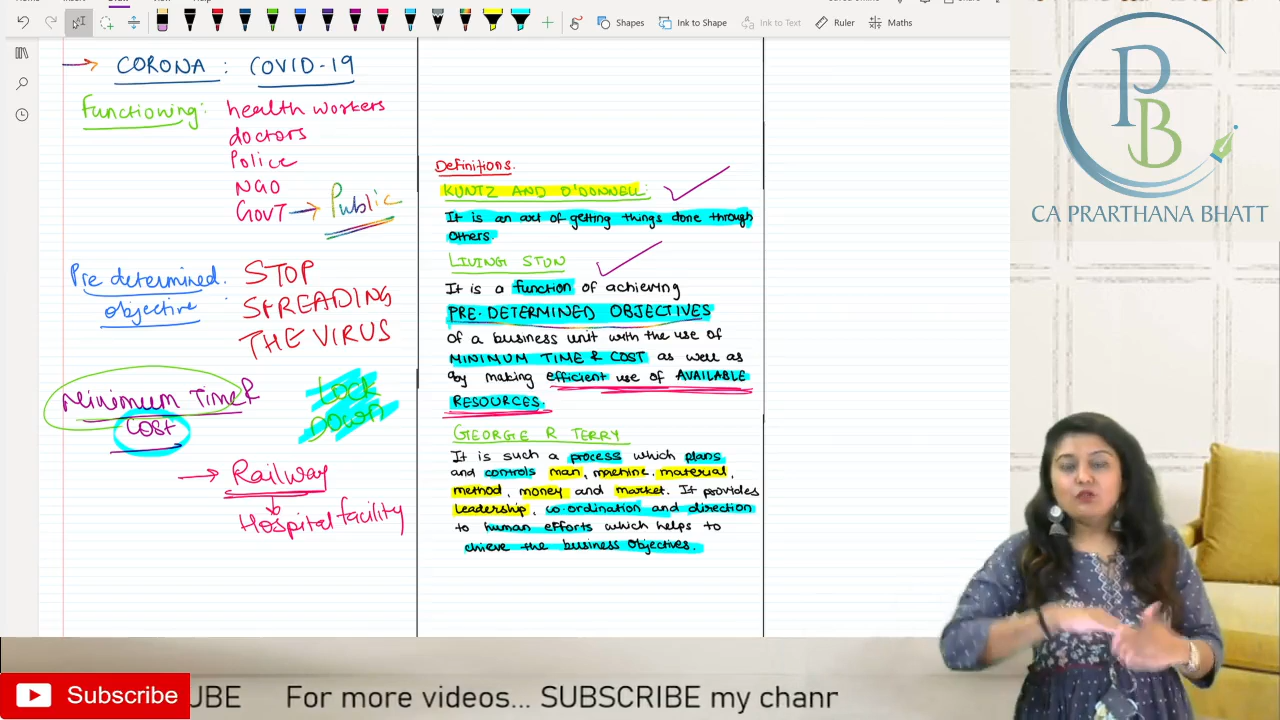 Shapes
Ink to Shape
Ink to Text
Ruler
Maths
CORONA : COVID-19
Functioning:
health workers
doctors
Police
NGO
GOVT → Public
Pre determined
objective :
STOP
SPREADING
THE VIRUS
Minimum Time &
Cost
Lock
Down
→ Railway
Hospital facility
Definitions.
KUNTZ AND O'DONNELL :
It is an art of getting things done through
others.
LIVING STUN
It is a function of achieving
PRE-DETERMINED OBJECTIVES
of a business unit with the use of
MINIMUM TIME & COST as well as
by making efficient use of AVAILABLE
RESOURCES.
GEORGE R TERRY
It is such a process which plans
and controls man, machine, material,
method, money and market. It provides
leadership, co-ordination and direction
to human efforts which helps to
chieve the business objectives.
PB
CA PRARTHANA BHATT
Subscribe
UBE For more videos... SUBSCRIBE my chanr